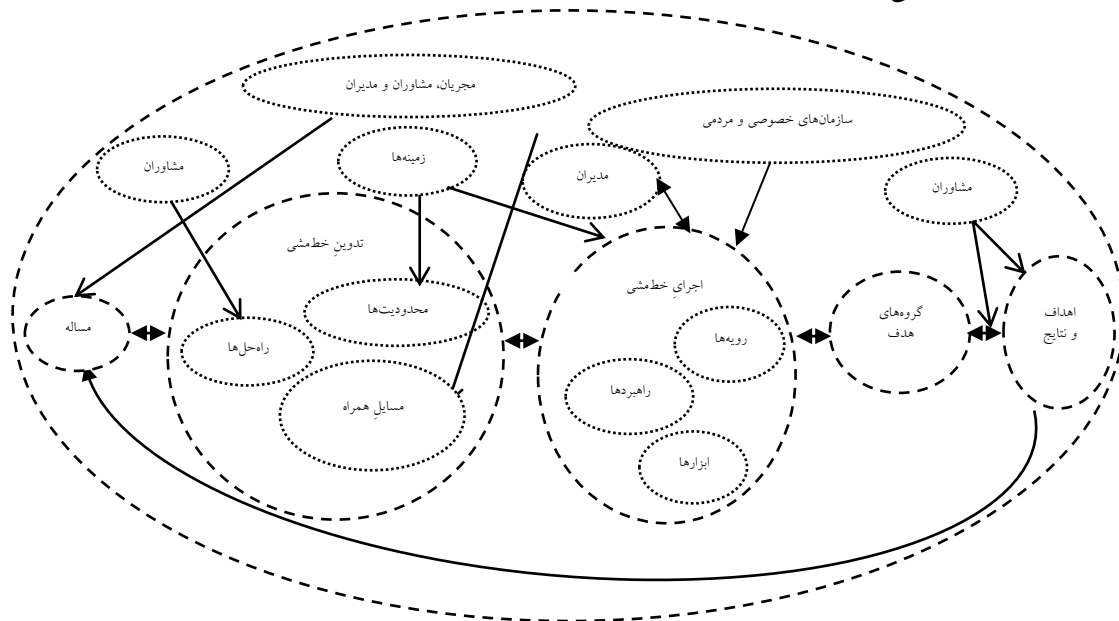 مجریان، مشاوران و مدیران
سازمان‌های خصوصی و مردمی
زمینه‌ها
مشاوران
مدیران
مشاوران
تدوینِ خط‌مشی
اجرایِ خط‌مشی
محدودیت‌ها
اهداف
و نتایج
گروه‌های
هدف
مساله
راه‌حل‌ها
رویه‌ها
راهبردها
مسایلِ همراه
ابزارها